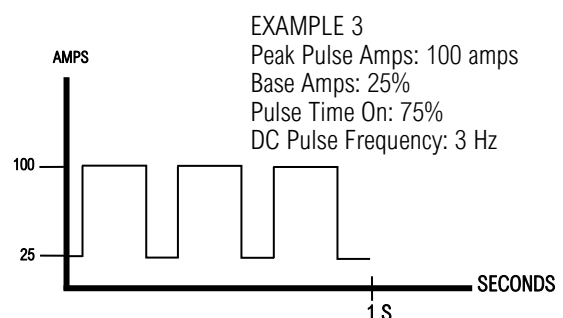 EXAMPLE 3
Peak Pulse Amps: 100 amps
Base Amps: 25%
Pulse Time On: 75%
DC Pulse Frequency: 3 Hz
AMPS
100
25
SECONDS
1 S